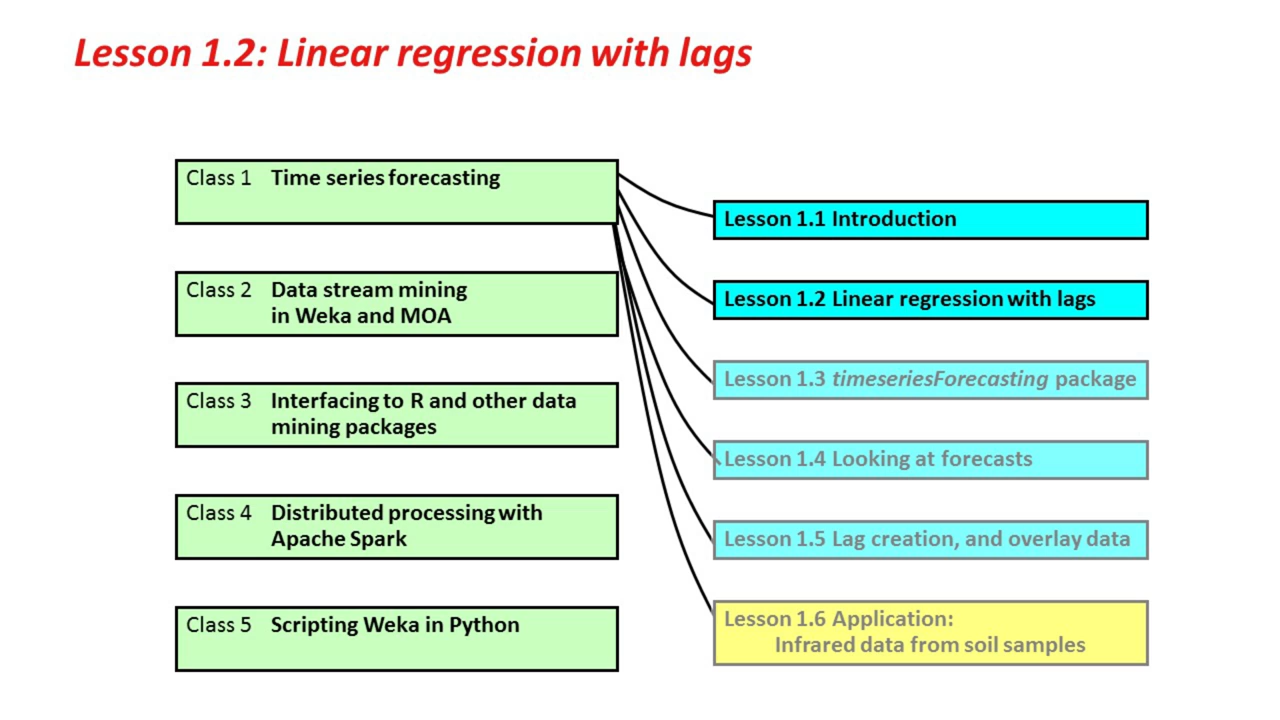 Lesson 1.2: Linear regression with lags
Class 1 Time series forecasting
Class 2 Data stream mining
in Weka and MOA
Class 3 Interfacing to R and other data
mining packages
Class 4 Distributed processing with
Apache Spark
Class 5 Scripting Weka in Python
Lesson 1.1 Introduction
Lesson 1.2 Linear regression with lags
Lesson 1.3 timeseriesForecasting package
Lesson 1.4 Looking at forecasts
Lesson 1.5 Lag creation, and overlay data
Lesson 1.6 Application:
Infrared data from soil samples